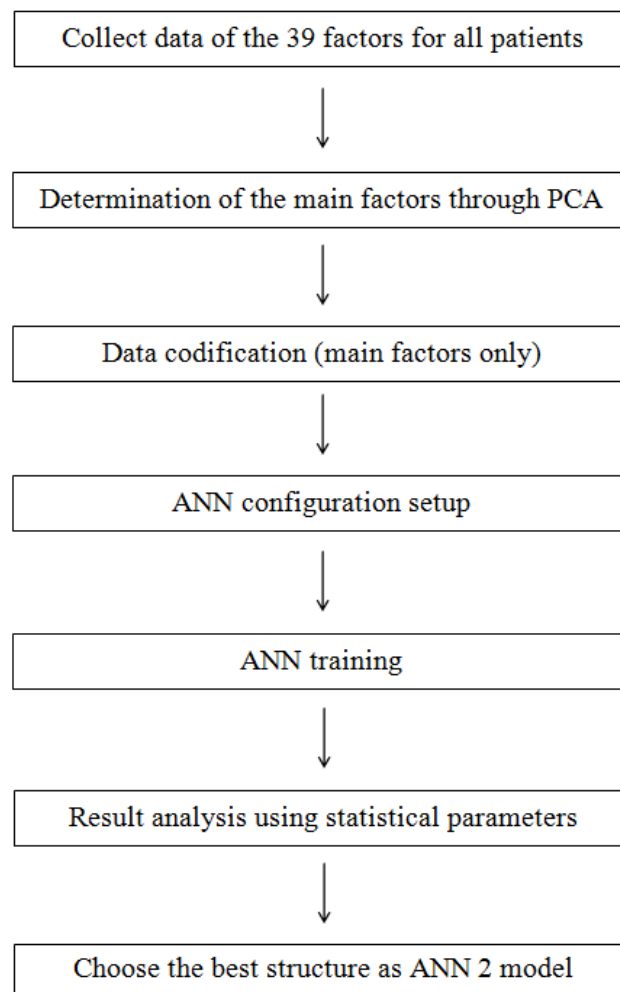 Collect data of the 39 factors for all patients
Determination of the main factors through PCA
Data codification (main factors only)
ANN configuration setup
ANN training
Result analysis using statistical parameters
Choose the best structure as ANN 2 model